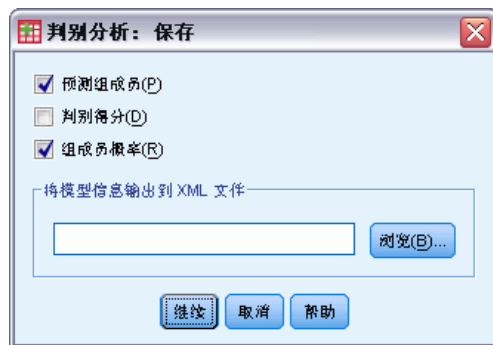 判别分析：保存
预测组成员(P)
判别得分(D)
组成员概率(R)
将模型信息输出到 XML 文件
浏览(B)...
继续 取消 帮助